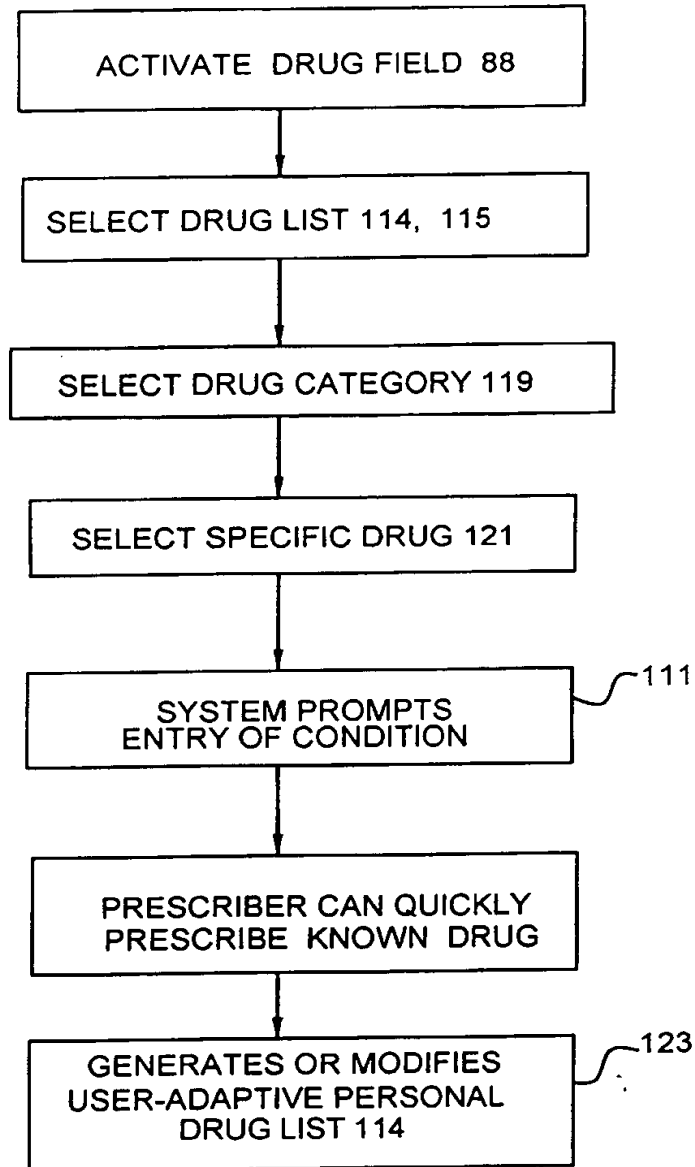 ACTIVATE DRUG FIELD 88
SELECT DRUG LIST 114, 115
SELECT DRUG CATEGORY 119
SELECT SPECIFIC DRUG 121
SYSTEM PROMPTS
ENTRY OF CONDITION
111
PRESCRIBER CAN QUICKLY
PRESCRIBE KNOWN DRUG
GENERATES OR MODIFIES
USER-ADAPTIVE PERSONAL
DRUG LIST 114
123